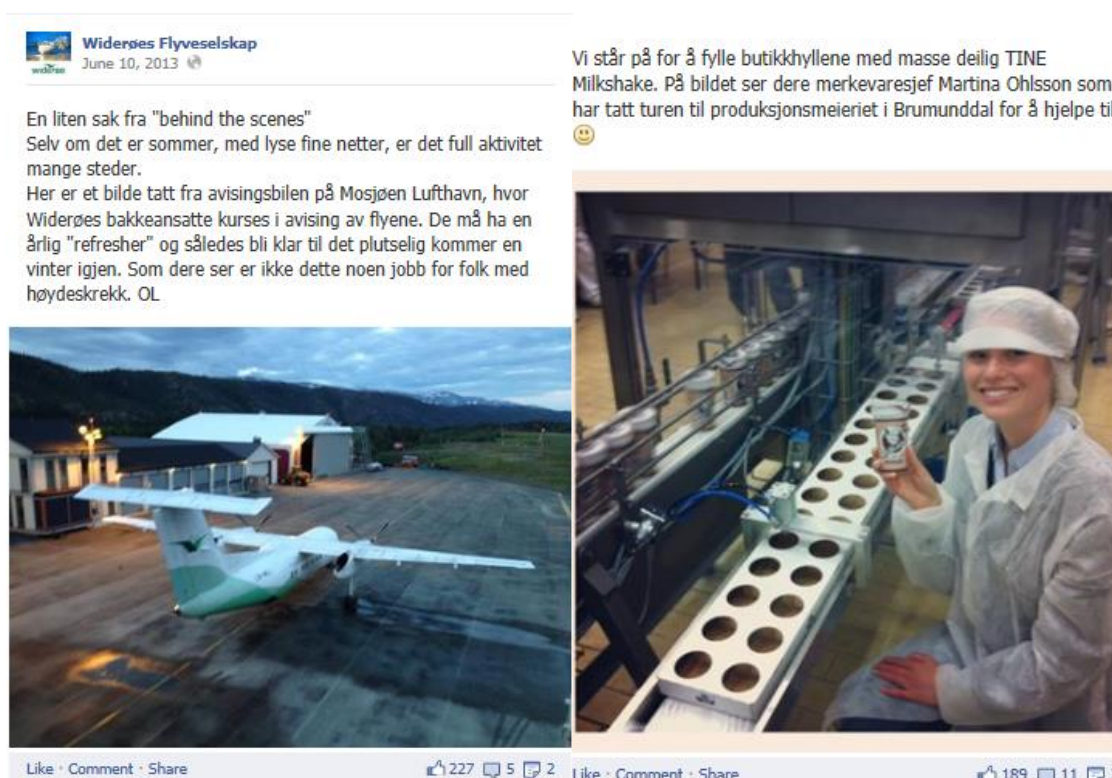 Widerøes Flyveselskap
widerøe
June 10, 2013
En liten sak fra "behind the scenes"
Selv om det er sommer, med lyse fine netter, er det full aktivitet
mange steder.
Her er et bilde tatt fra avisingsbilen på Mosjøen Lufthavn, hvor
Widerøes bakkeansatte kurses i avising av flyene. De må ha en
årlig "refresher" og således bli klar til det plutselig kommer en
vinter igjen. Som dere ser er ikke dette noen jobb for folk med
høydeskrekk. OL
Like · Comment · Share
227 5 2
Vi står på for å fylle butikkhyllene med masse deilig TINE
Milkshake. På bildet ser dere merkevaresjef Martina Ohlsson som
har tatt turen til produksjonsmeieriet i Brumunddal for å hjelpe til
Like · Comment · Share
189 11